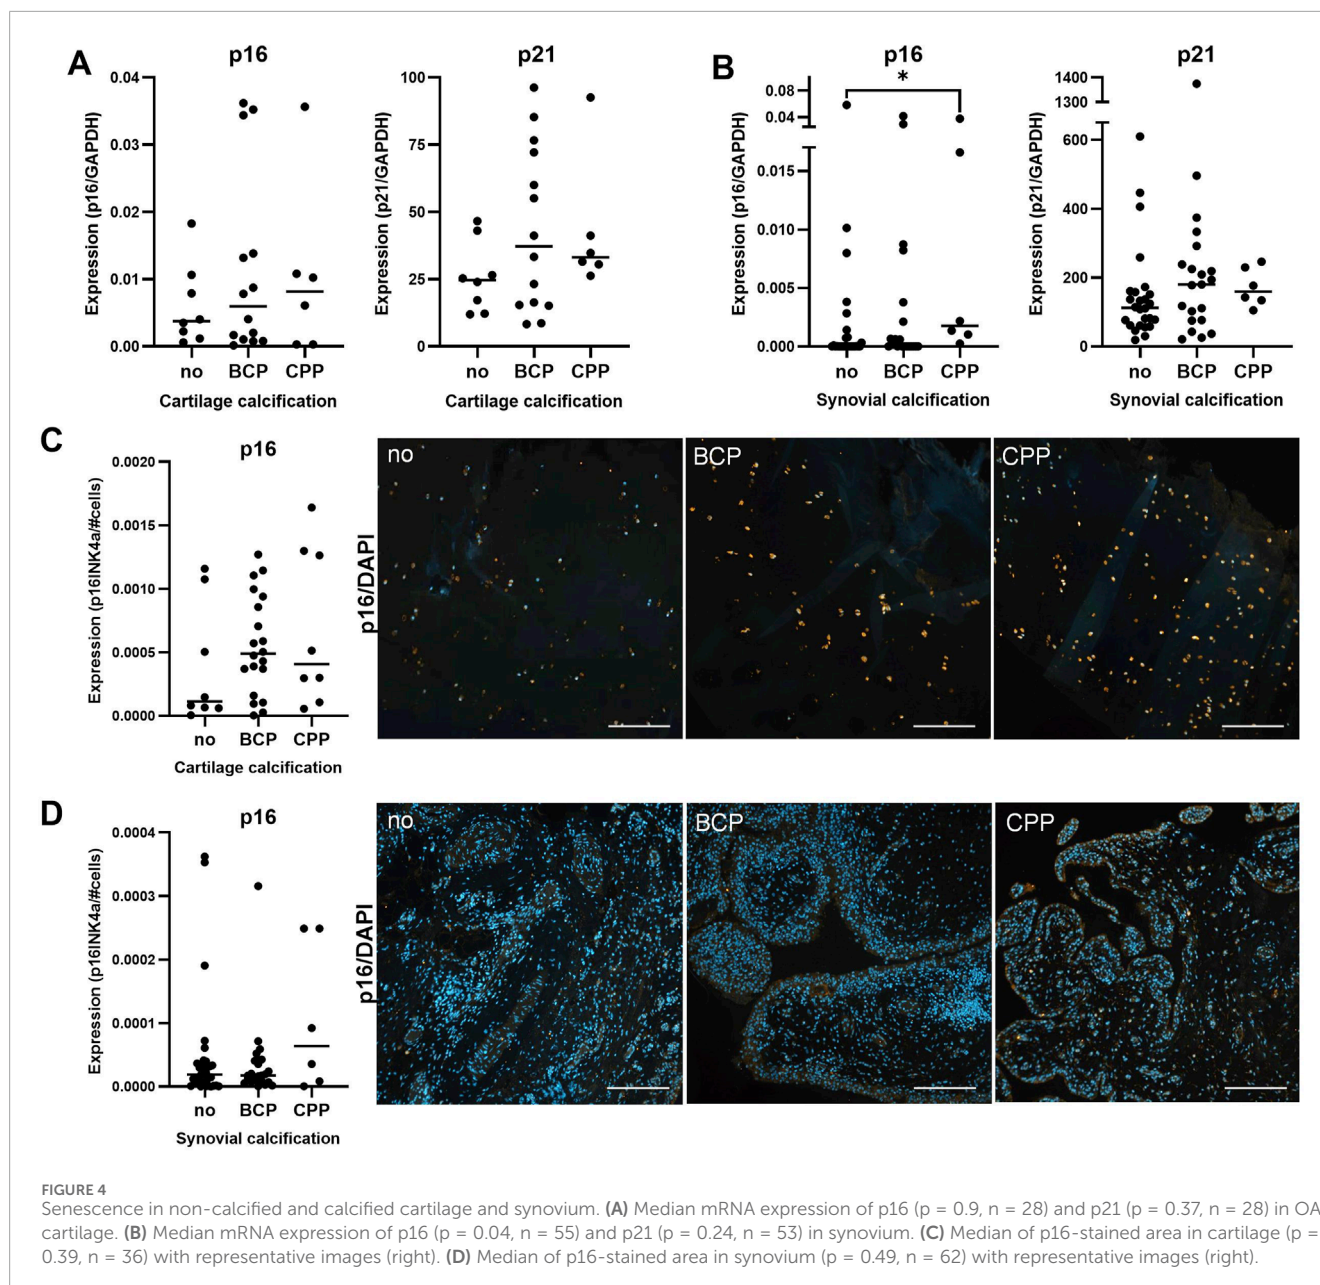 A
p16
Expression (p16/GAPDH)
0.04
0.03
0.02
0.01
0.00
no BCP CPP
Cartilage calcification
p21
Expression (p21/GAPDH)
100
75
50
25
0
no BCP CPP
Cartilage calcification
B
p16
Expression (p16/GAPDH)
0.08
0.04
0.015
0.010
0.005
0.000
*
no BCP CPP
Synovial calcification
p21
Expression (p21/GAPDH)
1400
1300
600
400
200
0
no BCP CPP
Synovial calcification
C
p16
Expression (p16INK4a/#cells)
0.0020
0.0015
0.0010
0.0005
0.0000
no BCP CPP
Cartilage calcification
p16/DAPI
no
BCP
CPP
D
p16
Expression (p16INK4a/#cells)
0.0004
0.0003
0.0002
0.0001
0.0000
no BCP CPP
Synovial calcification
p16/DAPI
no
BCP
CPP
FIGURE 4
Senescence in non-calcified and calcified cartilage and synovium. (A) Median mRNA expression of p16 (p = 0.9, n = 28) and p21 (p = 0.37, n = 28) in OA
cartilage. (B) Median mRNA expression of p16 (p = 0.04, n = 55) and p21 (p = 0.24, n = 53) in synovium. (C) Median of p16-stained area in cartilage (p =
0.39, n = 36) with representative images (right). (D) Median of p16-stained area in synovium (p = 0.49, n = 62) with representative images (right).